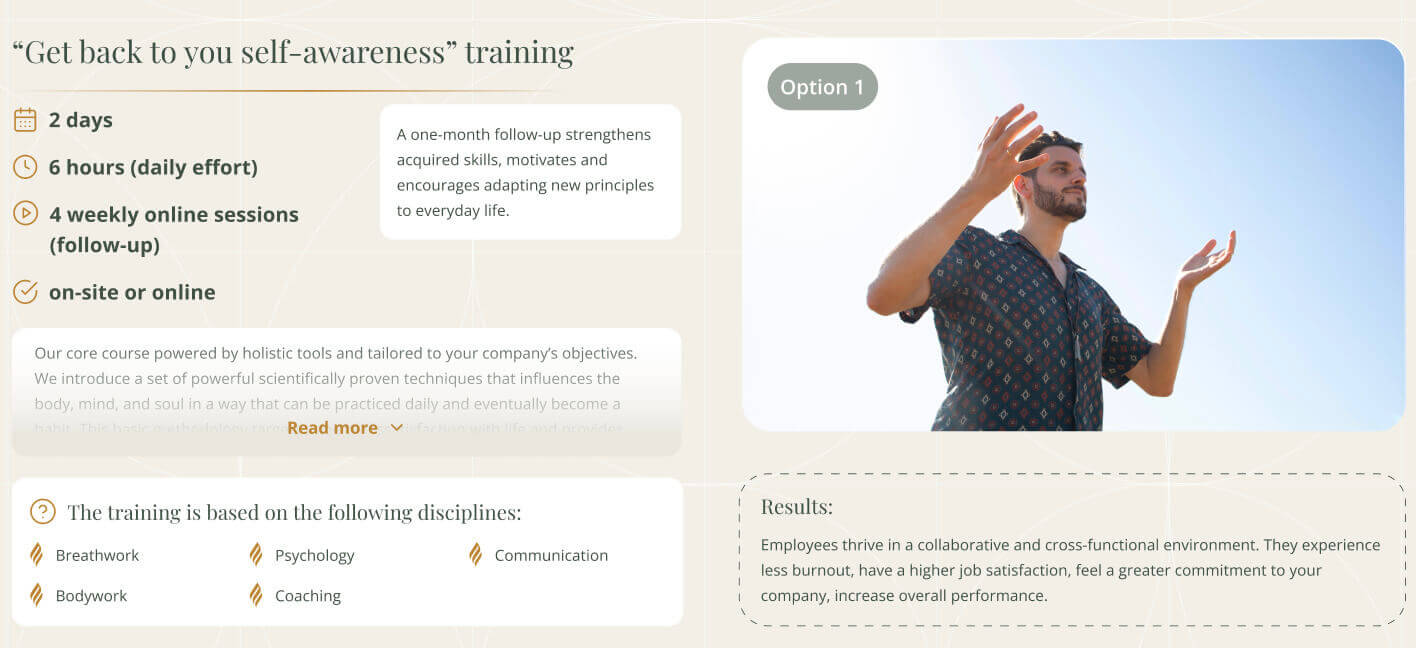 “Get back to you self-awareness” training
2 days
6 hours (daily effort)
4 weekly online sessions
(follow-up)
on-site or online
A one-month follow-up strengthens
acquired skills, motivates and
encourages adapting new principles
to everyday life.
Our core course powered by holistic tools and tailored to your company’s objectives.
We introduce a set of powerful scientifically proven techniques that influences the
body, mind, and soul in a way that can be practiced daily and eventually become a
habit. This basic methodology with life and provides
Read more
The training is based on the following disciplines:
Breathwork
Psychology
Communication
Bodywork
Coaching
Option 1
Results:
Employees thrive in a collaborative and cross-functional environment. They experience
less burnout, have a higher job satisfaction, feel a greater commitment to your
company, increase overall performance.